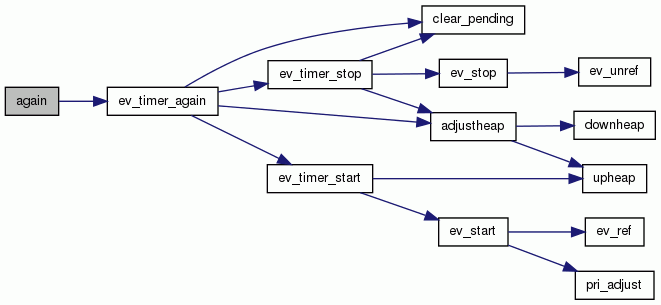 clear_pending
ev_timer_stop
ev_stop
ev_unref
again
ev_timer_again
adjustheap
downheap
ev_timer_start
upheap
ev_start
ev_ref
pri_adjust